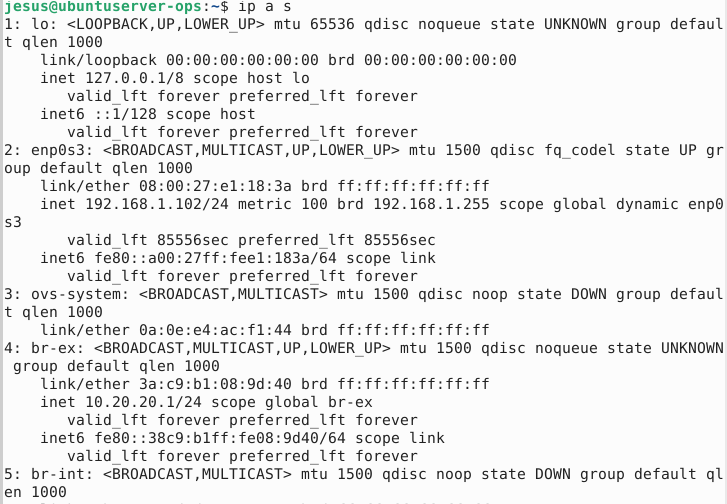 jesus@ubuntuserver-ops:~$ ip a s
1: lo: <LOOPBACK,UP,LOWER_UP> mtu 65536 qdisc noqueue state UNKNOWN group defaul
t qlen 1000
    link/loopback 00:00:00:00:00:00 brd 00:00:00:00:00:00
    inet 127.0.0.1/8 scope host lo
       valid_lft forever preferred_lft forever
    inet6 ::1/128 scope host
       valid_lft forever preferred_lft forever
2: enp0s3: <BROADCAST,MULTICAST,UP,LOWER_UP> mtu 1500 qdisc fq_codel state UP gr
oup default qlen 1000
    link/ether 08:00:27:e1:18:3a brd ff:ff:ff:ff:ff:ff
    inet 192.168.1.102/24 metric 100 brd 192.168.1.255 scope global dynamic enp0
s3
       valid_lft 85556sec preferred_lft 85556sec
    inet6 fe80::a00:27ff:fee1:183a/64 scope link
       valid_lft forever preferred_lft forever
3: ovs-system: <BROADCAST,MULTICAST> mtu 1500 qdisc noop state DOWN group defaul
t qlen 1000
    link/ether 0a:0e:e4:ac:f1:44 brd ff:ff:ff:ff:ff:ff
4: br-ex: <BROADCAST,MULTICAST,UP,LOWER_UP> mtu 1500 qdisc noqueue state UNKNOWN
 group default qlen 1000
    link/ether 3a:c9:b1:08:9d:40 brd ff:ff:ff:ff:ff:ff
    inet 10.20.20.1/24 scope global br-ex
       valid_lft forever preferred_lft forever
    inet6 fe80::38c9:b1ff:fe08:9d40/64 scope link
       valid_lft forever preferred_lft forever
5: br-int: <BROADCAST,MULTICAST> mtu 1500 qdisc noop state DOWN group default ql
en 1000